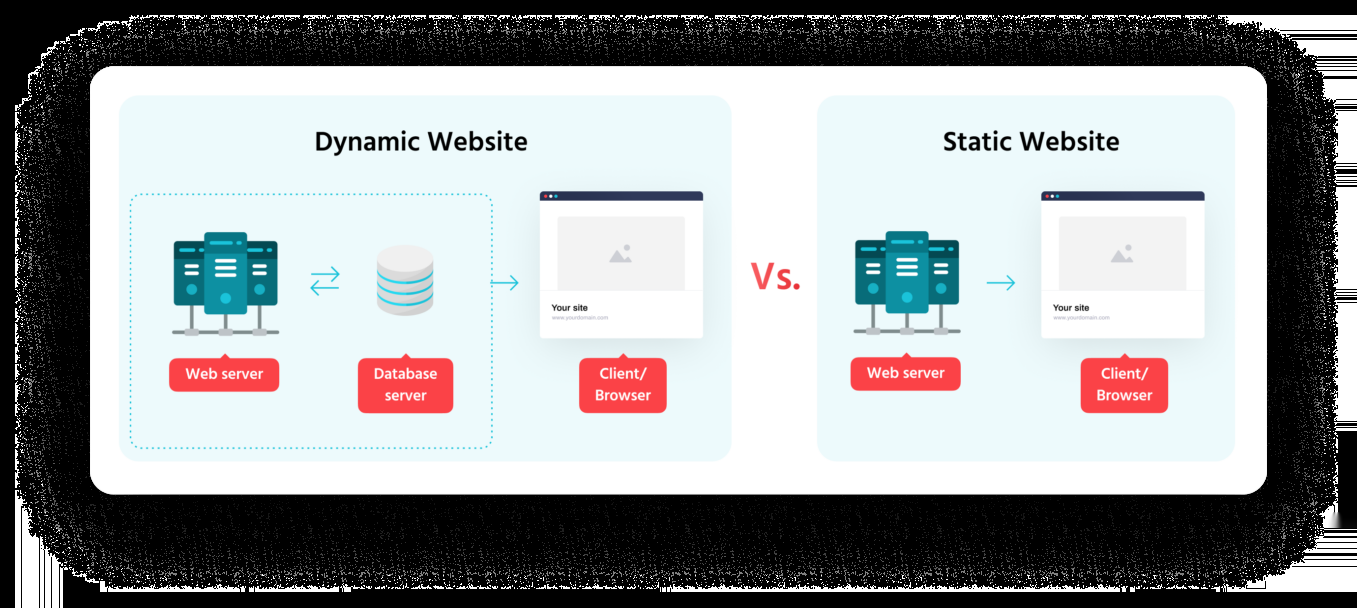 Dynamic Website
Web server
Database
server
Your site
www.yourdomain.com
Client/
Browser
Vs.
Static Website
Web server
Your site
www.yourdomain.com
Client/
Browser